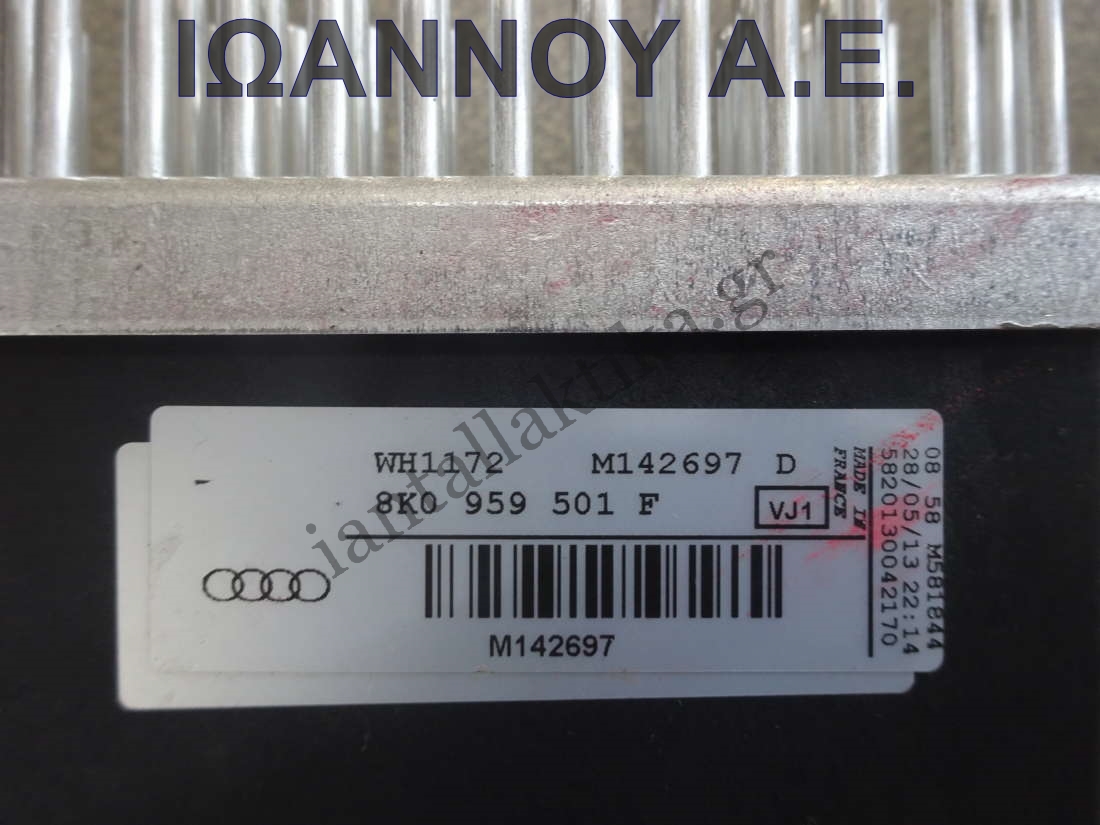 ΙΩΑΝΝΟΥ Α.Ε.
iantallaktika.gr
WH1172 M142697 D
8K0 959 501 F VJ1
M142697
MADE IN
FRANCE
5820130042170
28/05/13 22:14
08 58 M581844